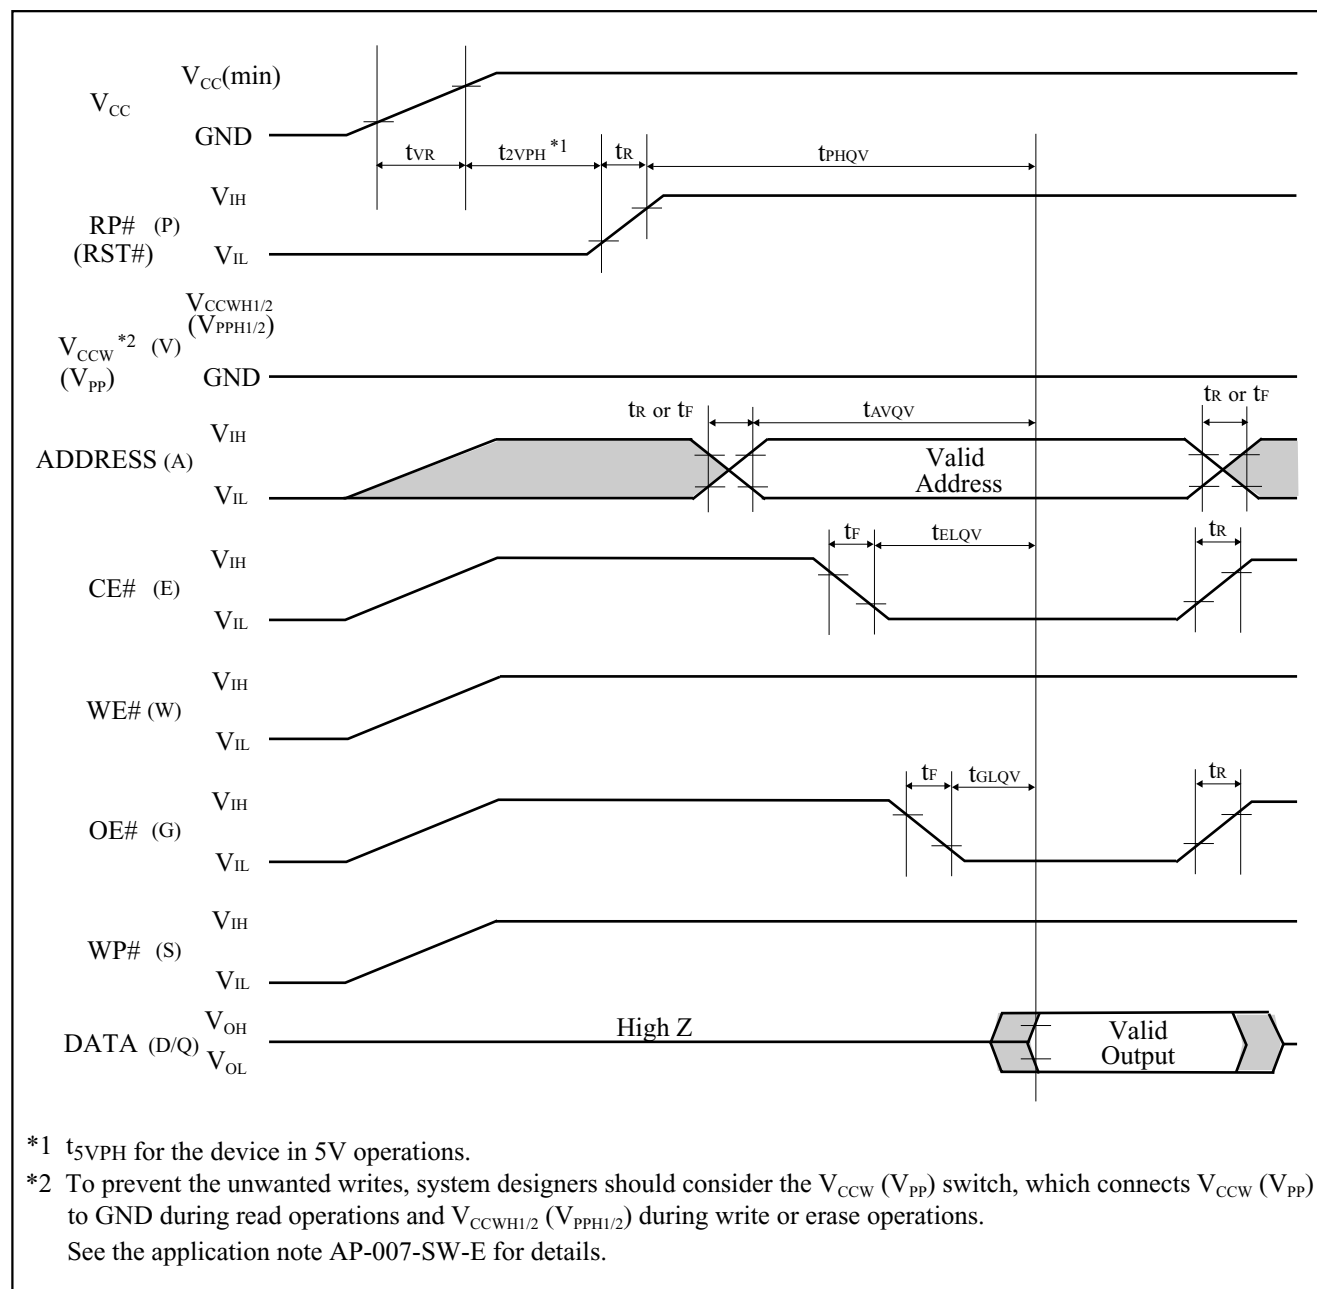 VCC
VCC(min)
GND
tVR
t2VPH *1
tR
tPHQV
RP# (P)
(RST#)
VIH
VIL
VCCW *2 (V)
(VPP)
VCCWH1/2
(VPPH1/2)
GND
tR or tF
tAVQV
tR or tF
ADDRESS (A)
VIH
VIL
Valid
Address
CE# (E)
VIH
VIL
tF
tELQV
tR
WE# (W)
VIH
VIL
OE# (G)
VIH
VIL
tF
tGLQV
tR
WP# (S)
VIH
VIL
DATA (D/Q)
VOH
VOL
High Z
Valid
Output
*1 t5VPH for the device in 5V operations.
*2 To prevent the unwanted writes, system designers should consider the VCCW (VPP) switch, which connects VCCW (VPP)
to GND during read operations and VCCWH1/2 (VPPH1/2) during write or erase operations.
See the application note AP-007-SW-E for details.